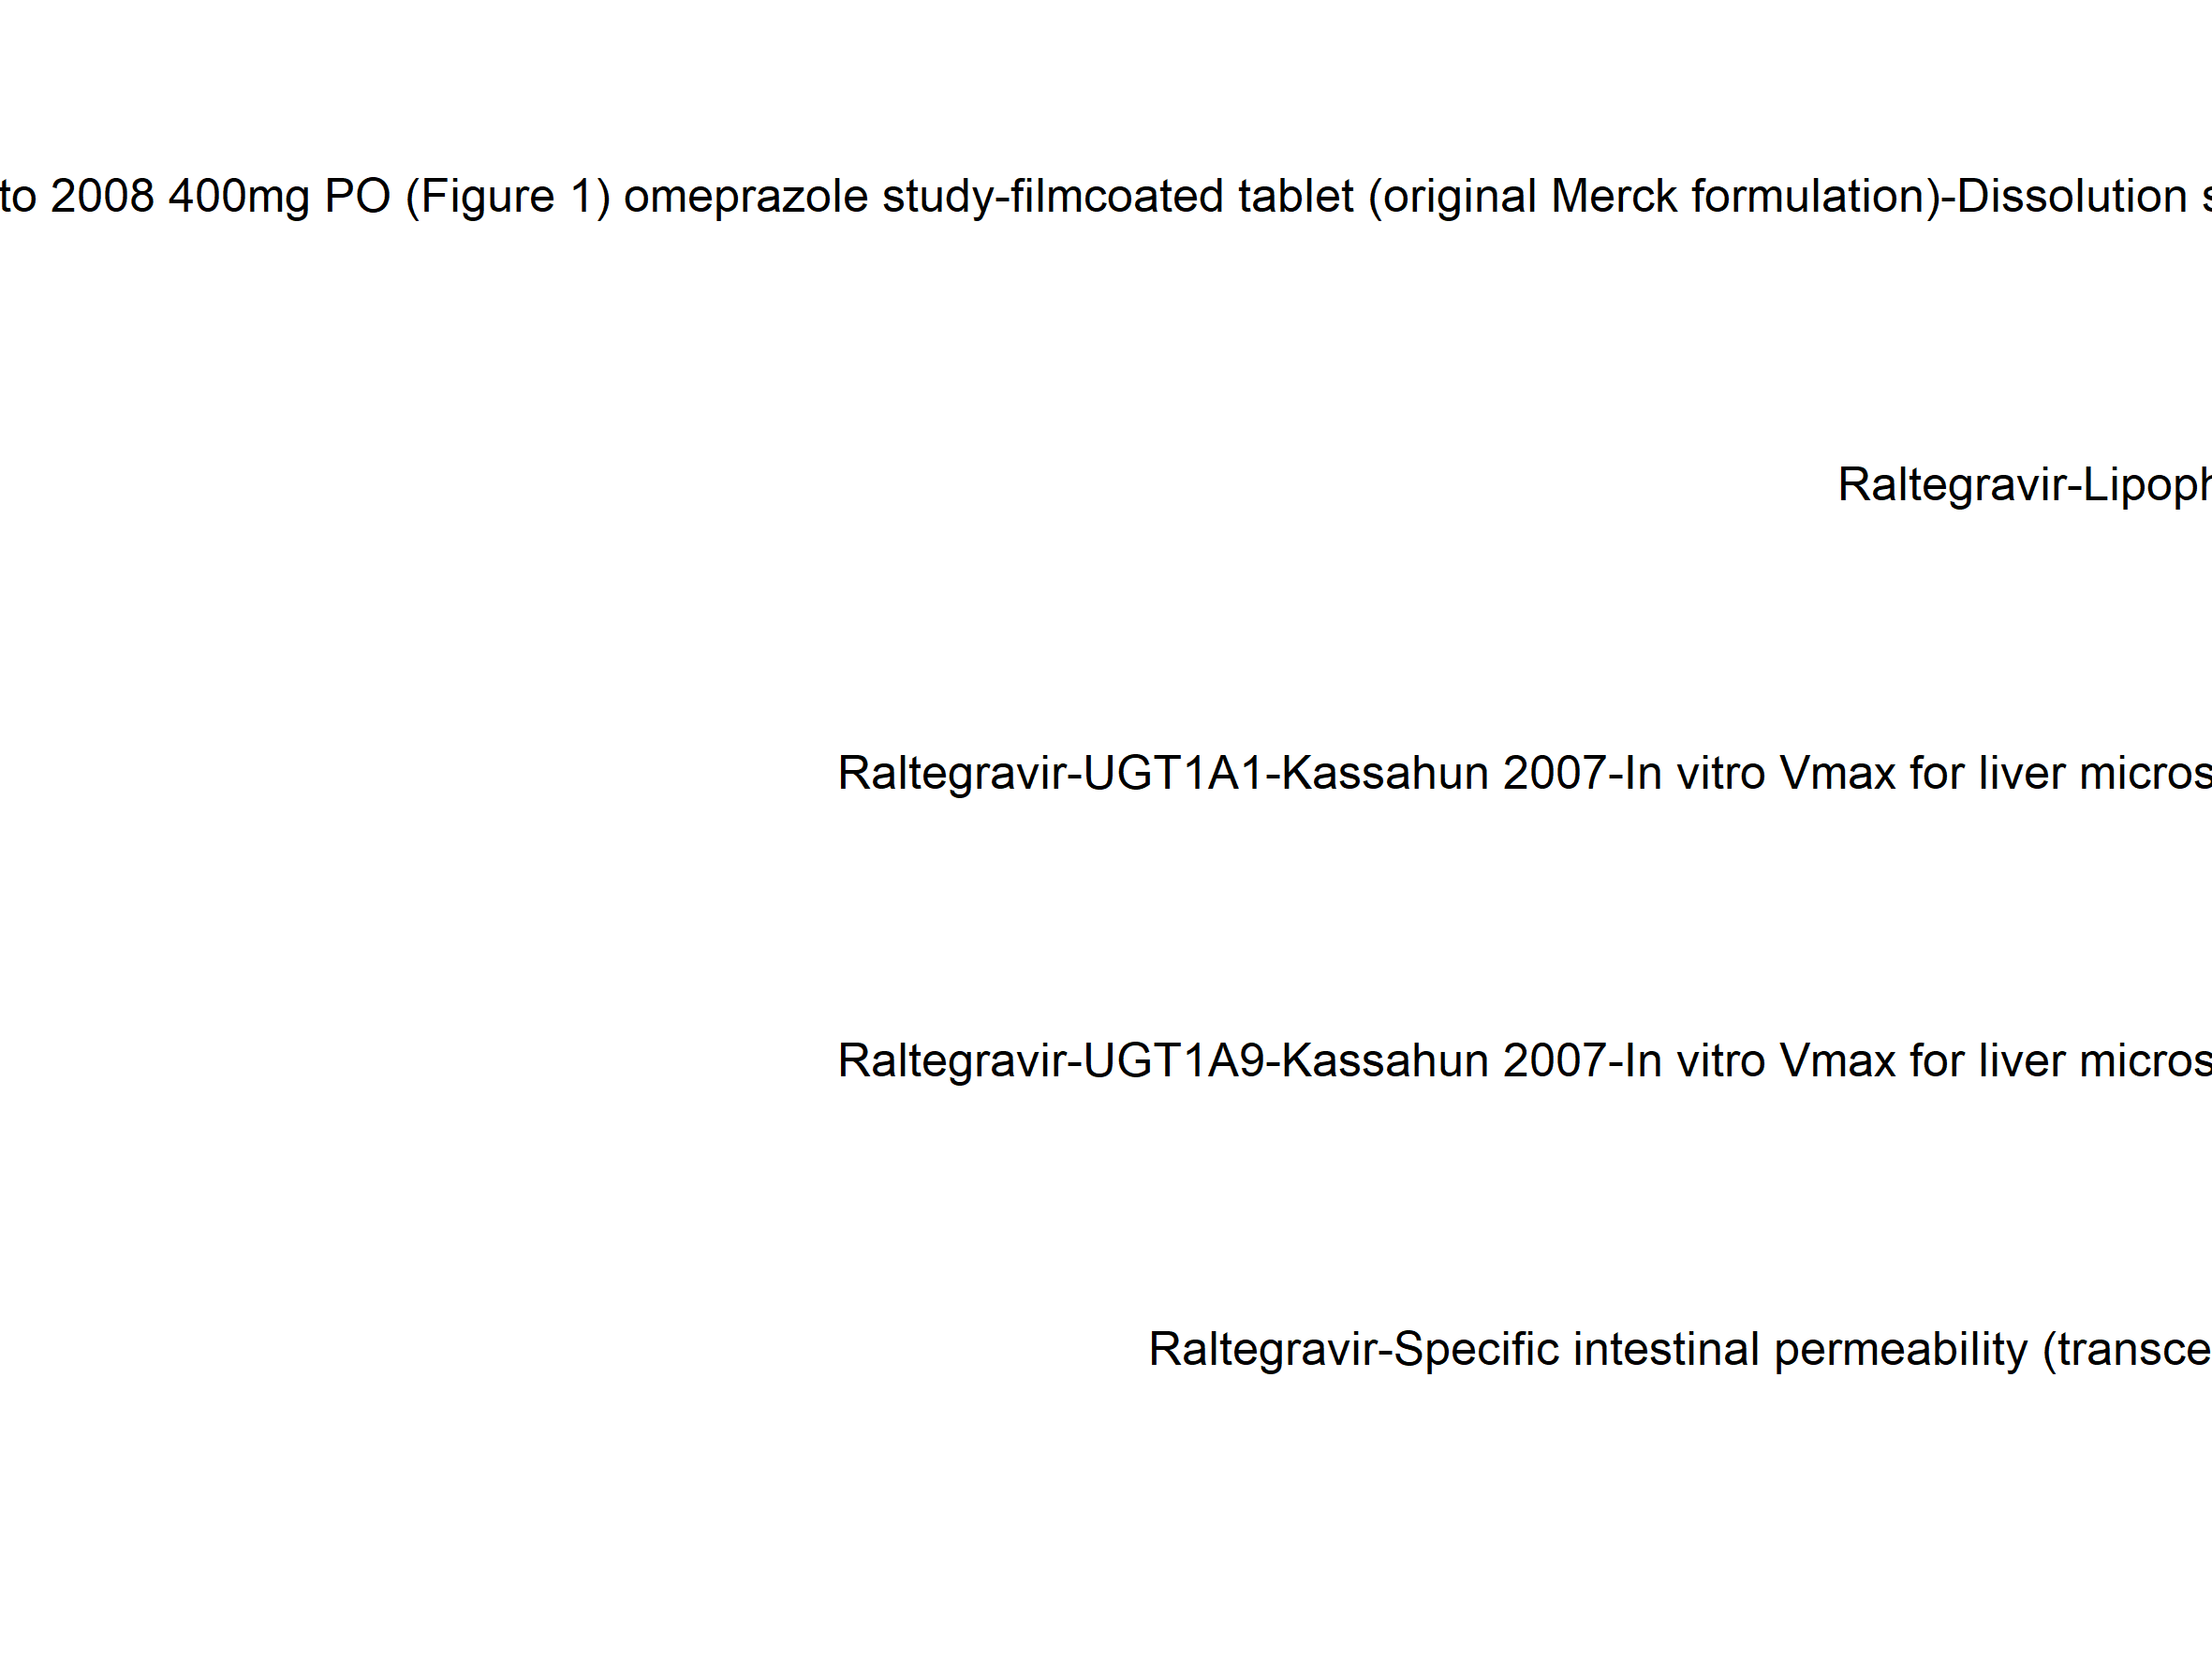 to 2008 400mg PO (Figure 1) omeprazole study-filmcoated tablet (original Merck formulation)-Dissolution
Raltegravir-Lipoph
Raltegravir-UGT1A1-Kassahun 2007-In vitro Vmax for liver micros
Raltegravir-UGT1A9-Kassahun 2007-In vitro Vmax for liver micros
Raltegravir-Specific intestinal permeability (transce